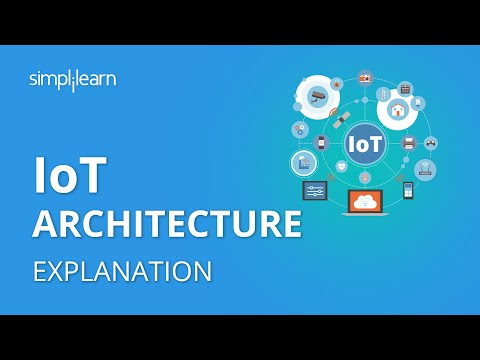 simplilearn
IoT
IoT
ARCHITECTURE
EXPLANATION